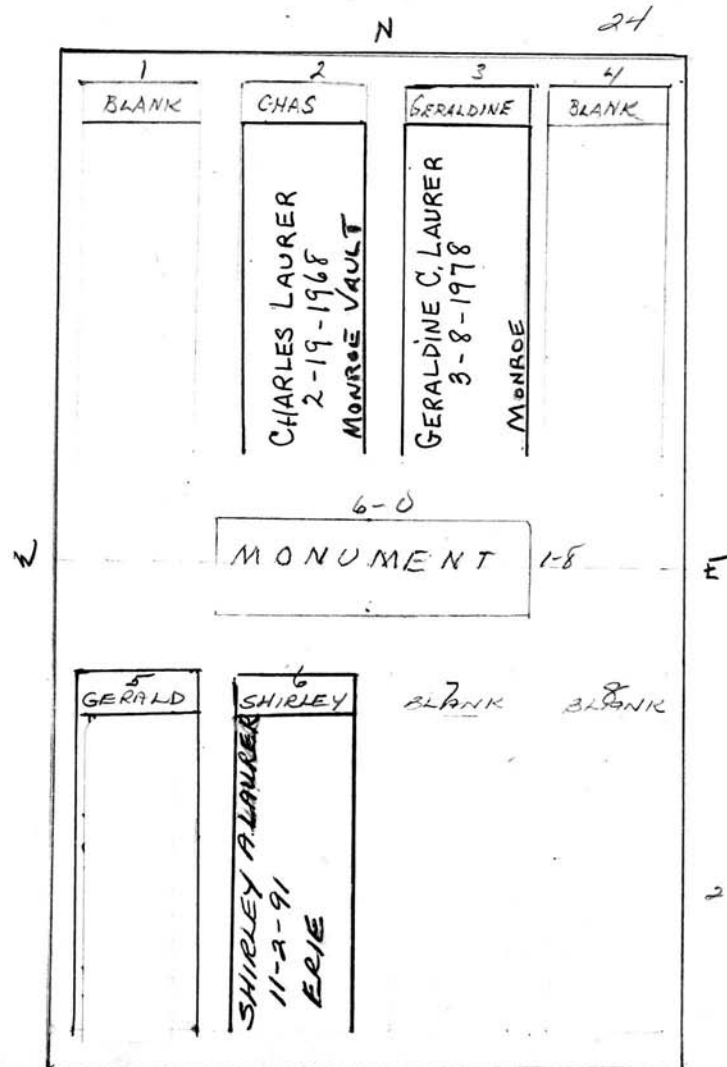 N
24
1 2 3 4
BLANK CHAS GERALDINE BLANK
CHARLES LAURER
2-19-1968
MONROE VAULT
GERALDINE C. LAURER
3-8-1978
MONROE
6-0
W
MONUMENT 1-8
E
5 6 7 8
GERALD SHIRLEY BLANK BLANK
SHIRLEY A. LAURER
11-2-91
ERIE
2